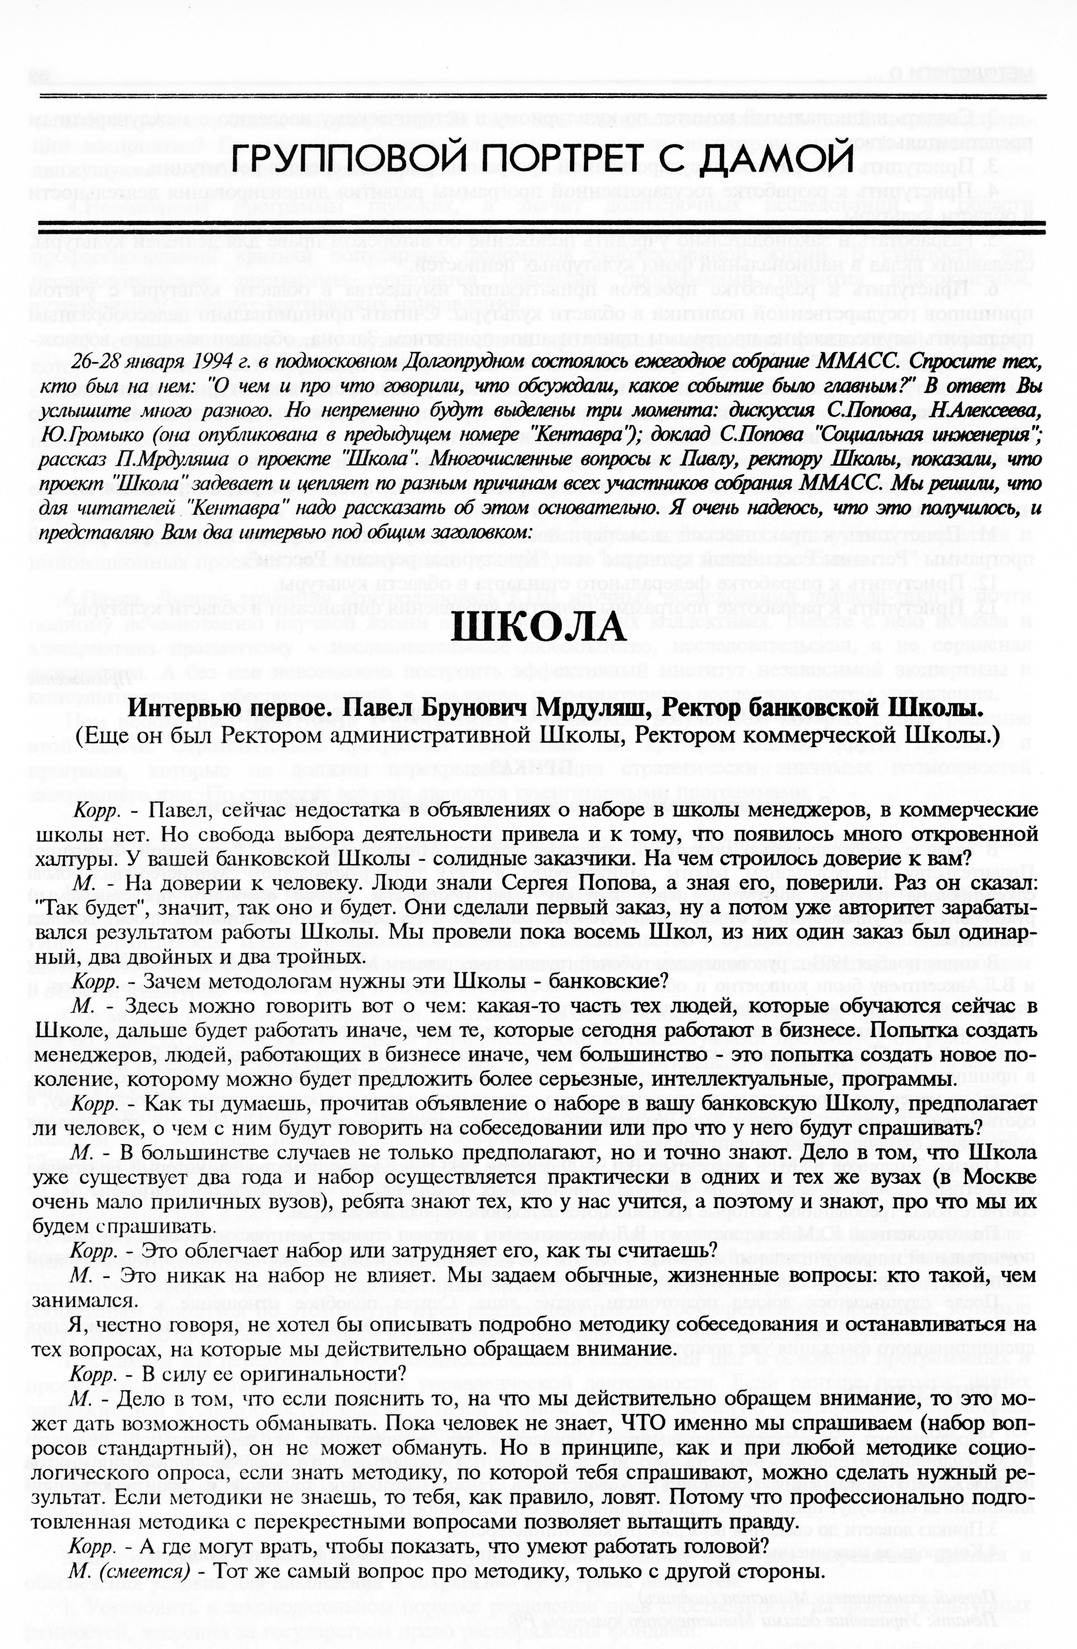 ГРУППОВОЙ ПОРТРЕТ С ДАМОЙ
26-28 января 1994 г. в подмосковном Долгопрудном состоялось ежегодное собрание ММАСС. Спросите тех,
кто был на нем: "О чем и про что говорили, что обсуждали, какое событие было главным?" В ответ Вы
услышите много разного. Но непременно будут выделены три момента: дискуссия С.Попова, Н.Алексеева,
Ю.Громыко (она опубликована в предыдущем номере "Кентавра"); доклад С.Попова "Социальная инженерия";
рассказ П.Мрдуляша о проекте "Школа". Многочисленные вопросы к Павлу, ректору Школы, показали, что
проект "Школа" задевает и цепляет по разным причинам всех участников собрания ММАСС. Мы решили, что
для читателей "Кентавра" надо рассказать об этом основательно. Я очень надеюсь, что это получилось, и
представляю Вам два интервью под общим заголовком:
ШКОЛА
Интервью первое. Павел Брунович Мрдуляш, Ректор банковской Школы.
(Еще он был Ректором административной Школы, Ректором коммерческой Школы.)
Корр. - Павел, сейчас недостатка в объявлениях о наборе в школы менеджеров, в коммерческие
школы нет. Но свобода выбора деятельности привела и к тому, что появилось много откровенной
халтуры. У вашей банковской Школы - солидные заказчики. На чем строилось доверие к вам?
М. - На доверии к человеку. Люди знали Сергея Попова, а зная его, поверили. Раз он сказал:
"Так будет", значит, так оно и будет. Они сделали первый заказ, ну а потом уже авторитет зарабаты-
вался результатом работы Школы. Мы провели пока восемь Школ, из них один заказ был одинар-
ный, два двойных и два тройных.
Корр. - Зачем методологам нужны эти Школы - банковские?
М. - Здесь можно говорить вот о чем: какая-то часть тех людей, которые обучаются сейчас в
Школе, дальше будет работать иначе, чем те, которые сегодня работают в бизнесе. Попытка создать
менеджеров, людей, работающих в бизнесе иначе, чем большинство - это попытка создать новое по-
коление, которому можно будет предложить более серьезные, интеллектуальные, программы.
Корр. - Как ты думаешь, прочитав объявление о наборе в вашу банковскую Школу, предполагает
ли человек, о чем с ним будут говорить на собеседовании или про что у него будут спрашивать?
М. - В большинстве случаев не только предполагают, но и точно знают. Дело в том, что Школа
уже существует два года и набор осуществляется практически в одних и тех же вузах (в Москве
очень мало приличных вузов), ребята знают тех, кто у нас учится, а поэтому и знают, про что мы их
будем спрашивать.
Корр. - Это облегчает набор или затрудняет его, как ты считаешь?
М. - Это никак на набор не влияет. Мы задаем обычные, жизненные вопросы: кто такой, чем
занимался.
Я, честно говоря, не хотел бы описывать подробно методику собеседования и останавливаться на
тех вопросах, на которые мы действительно обращаем внимание.
Корр. - В силу ее оригинальности?
М. - Дело в том, что если пояснить то, на что мы действительно обращем внимание, то это мо-
жет дать возможность обманывать. Пока человек не знает, ЧТО именно мы спрашиваем (набор воп-
росов стандартный), он не может обмануть. Но в принципе, как и при любой методике социо-
логического опроса, если знать методику, по которой тебя спрашивают, можно сделать нужный ре-
зультат. Если методики не знаешь, то тебя, как правило, ловят. Потому что профессионально подго-
товленная методика с перекрестными вопросами позволяет вытащить правду.
Корр. - А где могут врать, чтобы показать, что умеют работать головой?
М. (смеется) - Тот же самый вопрос про методику, только с другой стороны.